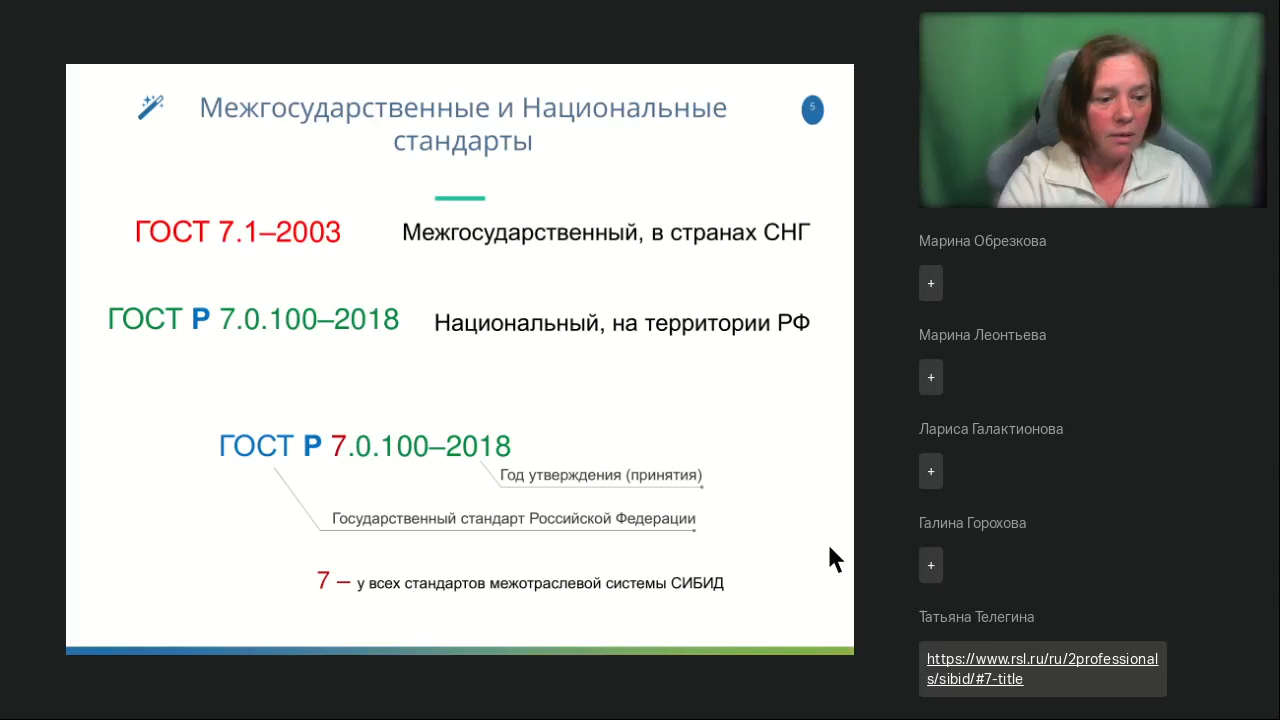 Межгосударственные и Национальные
стандарты
5
ГОСТ 7.1–2003
Межгосударственный, в странах СНГ
ГОСТ Р 7.0.100–2018
Национальный, на территории РФ
ГОСТ Р 7.0.100–2018
Год утверждения (принятия)
Государственный стандарт Российской Федерации
7 – у всех стандартов межотраслевой системы СИБИД
Марина Обрезкова
+
Марина Леонтьева
+
Лариса Галактионова
+
Галина Горохова
+
Татьяна Телегина
https://www.rsl.ru/ru/2professional
s/sibid/#7-title